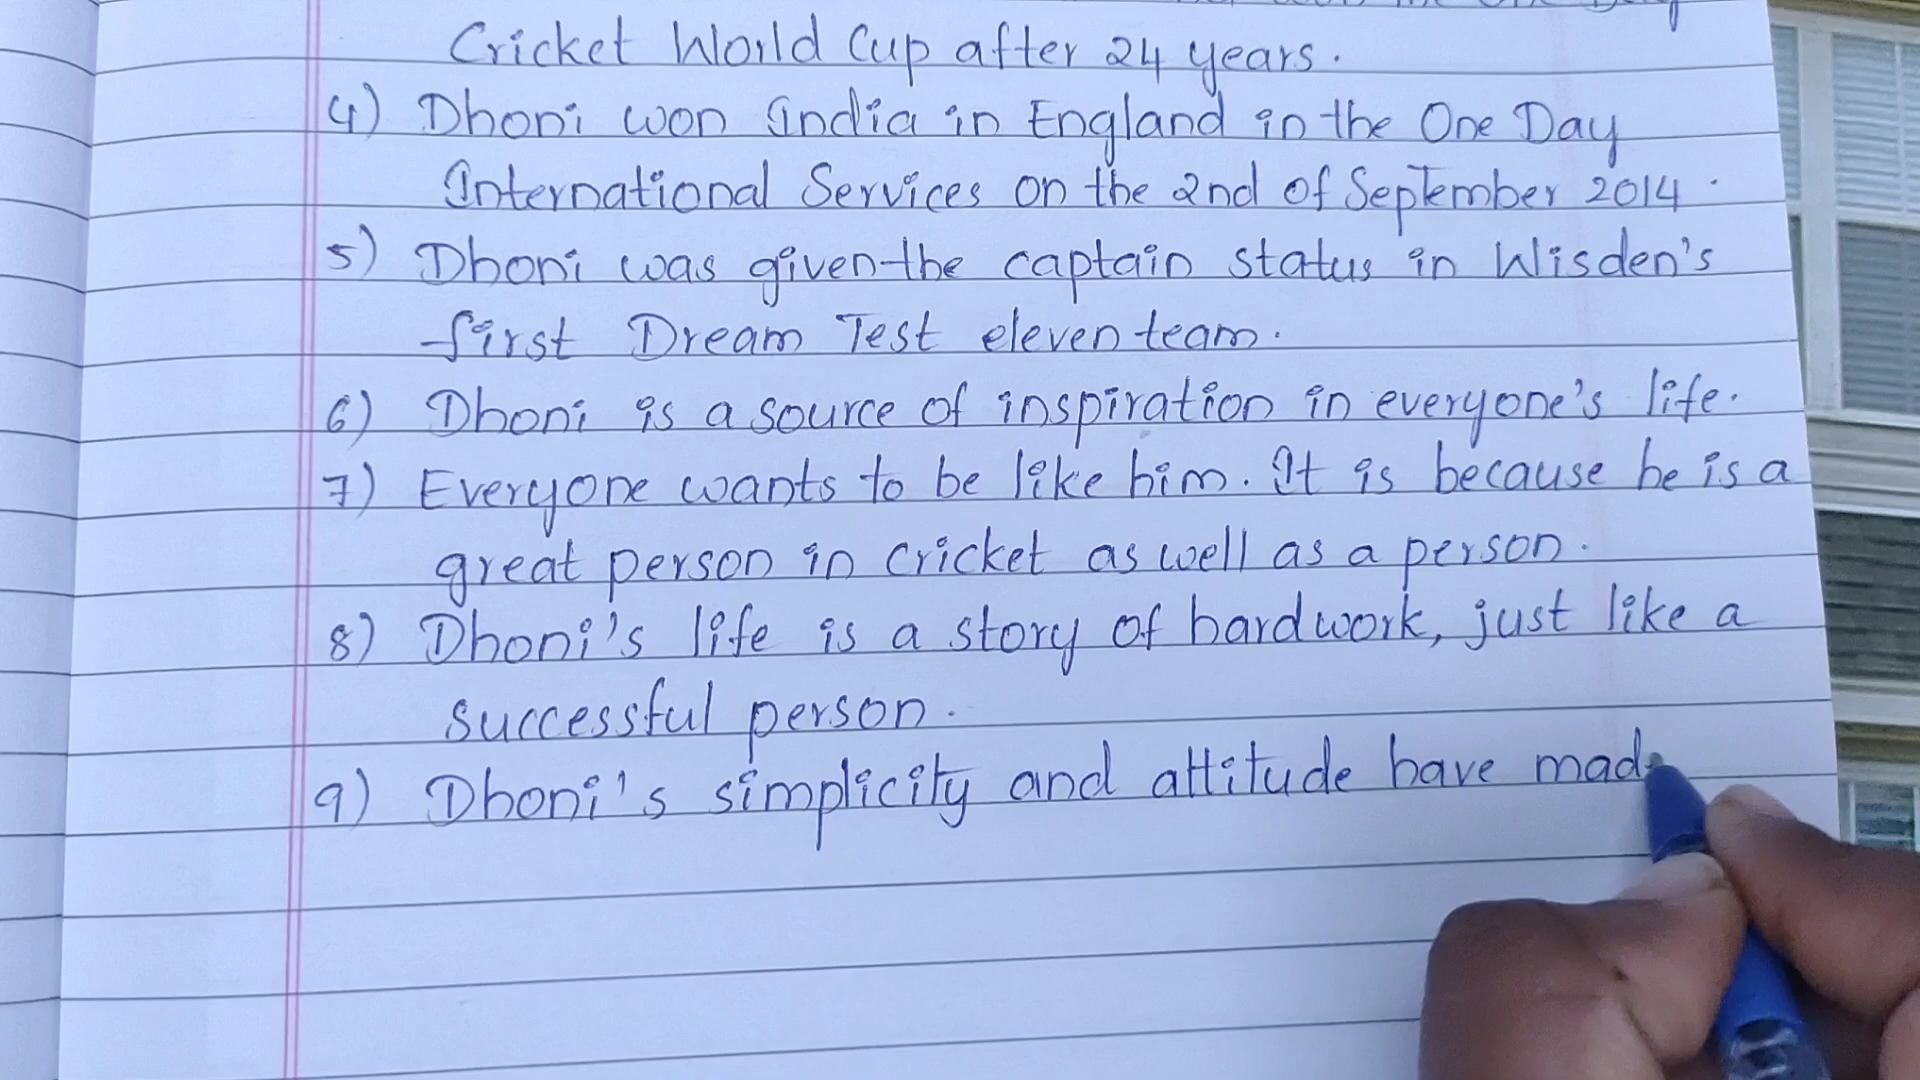 Cricket World Cup after 24 years.
4) Dhoni won India in England in the One Day
International Services on the 2nd of September 2014.
5) Dhoni was given the captain status in Wisden's
first Dream Test eleven team.
6) Dhoni is a source of inspiration in everyone's life.
7) Everyone wants to be like him. It is because he is a
great person in cricket as well as a person.
8) Dhoni's life is a story of hardwork, just like a
successful person.
9) Dhoni's simplicity and attitude have made